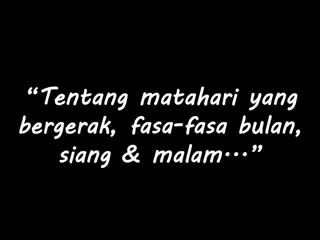 “Tentang matahari yang
bergerak, fasa-fasa bulan,
siang & malam...”